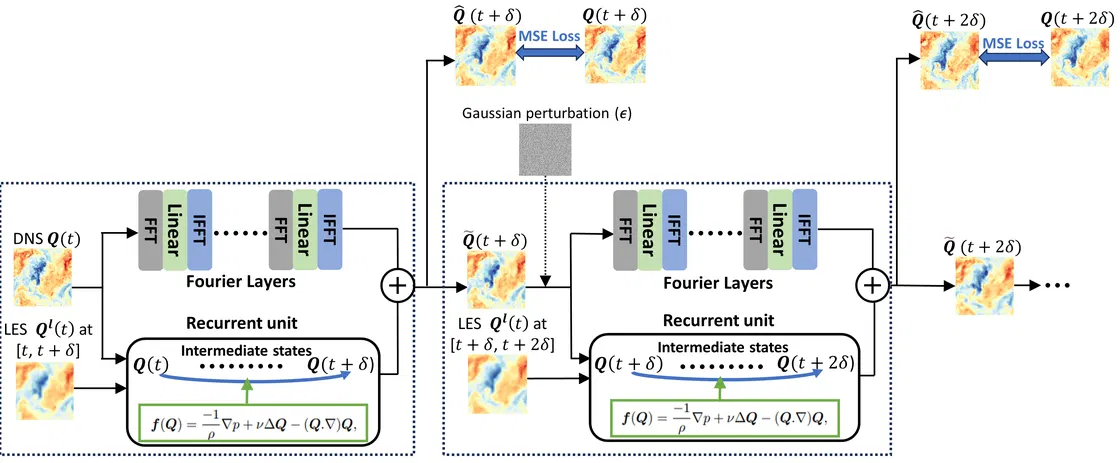 Q̂ (t + δ)
Q(t + δ)
MSE Loss
Q̂(t + 2δ)
Q(t + 2δ)
MSE Loss
Gaussian perturbation (ϵ)
FFT
Linear
IFFT
FFT
Linear
IFFT
Fourier Layers
DNS Q(t)
LES Qˡ(t) at
[t, t + δ]
Recurrent unit
Intermediate states
Q(t)
Q(t + δ)
f(Q) = -1/ρ ∇p + νΔQ − (Q.∇)Q,
+
Q̃(t + δ)
LES Qˡ(t) at
[t + δ, t + 2δ]
FFT
Linear
IFFT
FFT
Linear
IFFT
Fourier Layers
Recurrent unit
Intermediate states
Q(t + δ)
Q(t + 2δ)
f(Q) = -1/ρ ∇p + νΔQ − (Q.∇)Q,
+
Q̃ (t + 2δ)